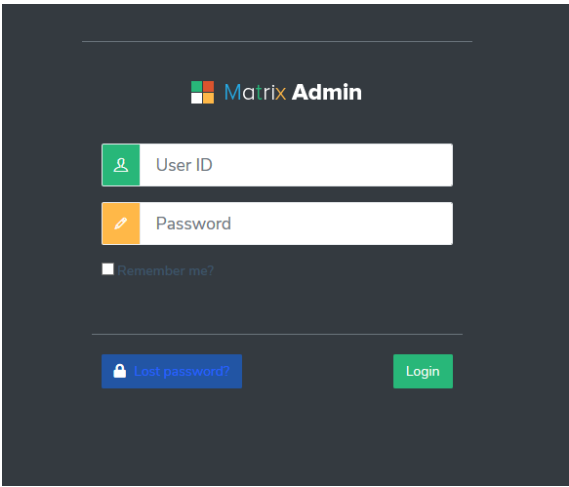 Matrix Admin
User ID
Password
Remember me?
Lost password?
Login